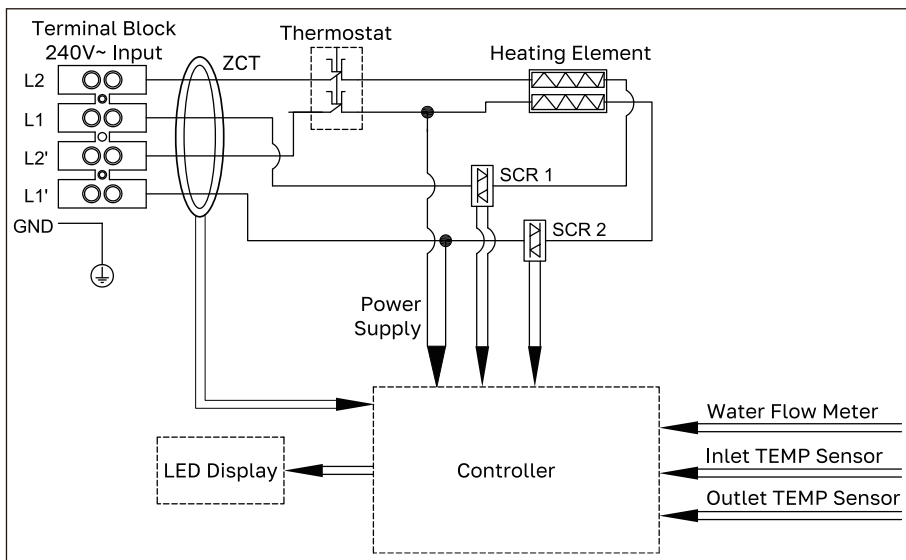 Terminal Block
240V~ Input
ZCT
Thermostat
Heating Element
L2
L1
L2'
L1'
GND
SCR 1
SCR 2
Power
Supply
Water Flow Meter
Inlet TEMP Sensor
Outlet TEMP Sensor
LED Display
Controller